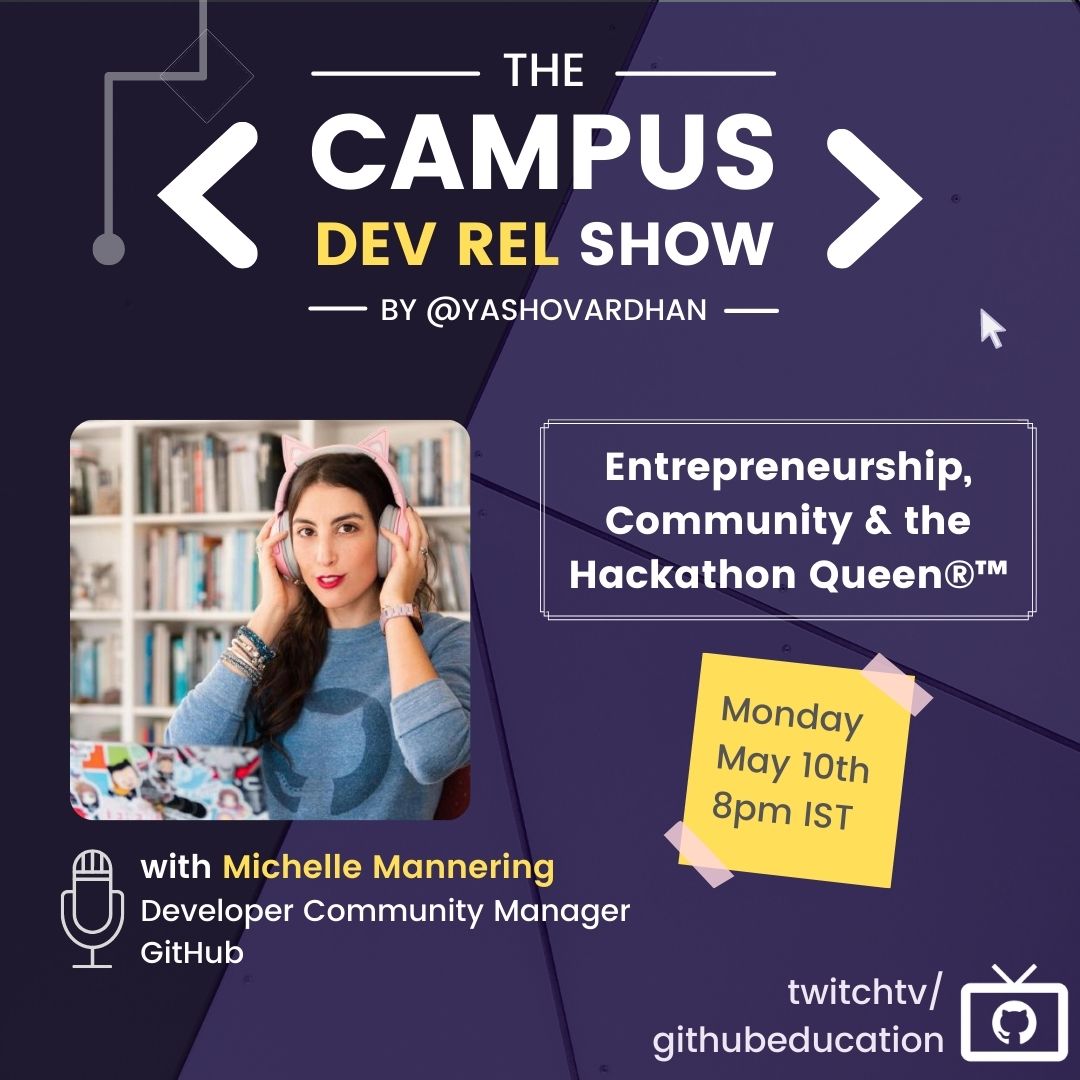 THE
CAMPUS
DEV REL SHOW
BY @YASHOVARDHAN
Entrepreneurship,
Community & the
Hackathon Queen®™
Monday
May 10th
8pm IST
with Michelle Mannering
Developer Community Manager
GitHub
twitchtv/
githubeducation